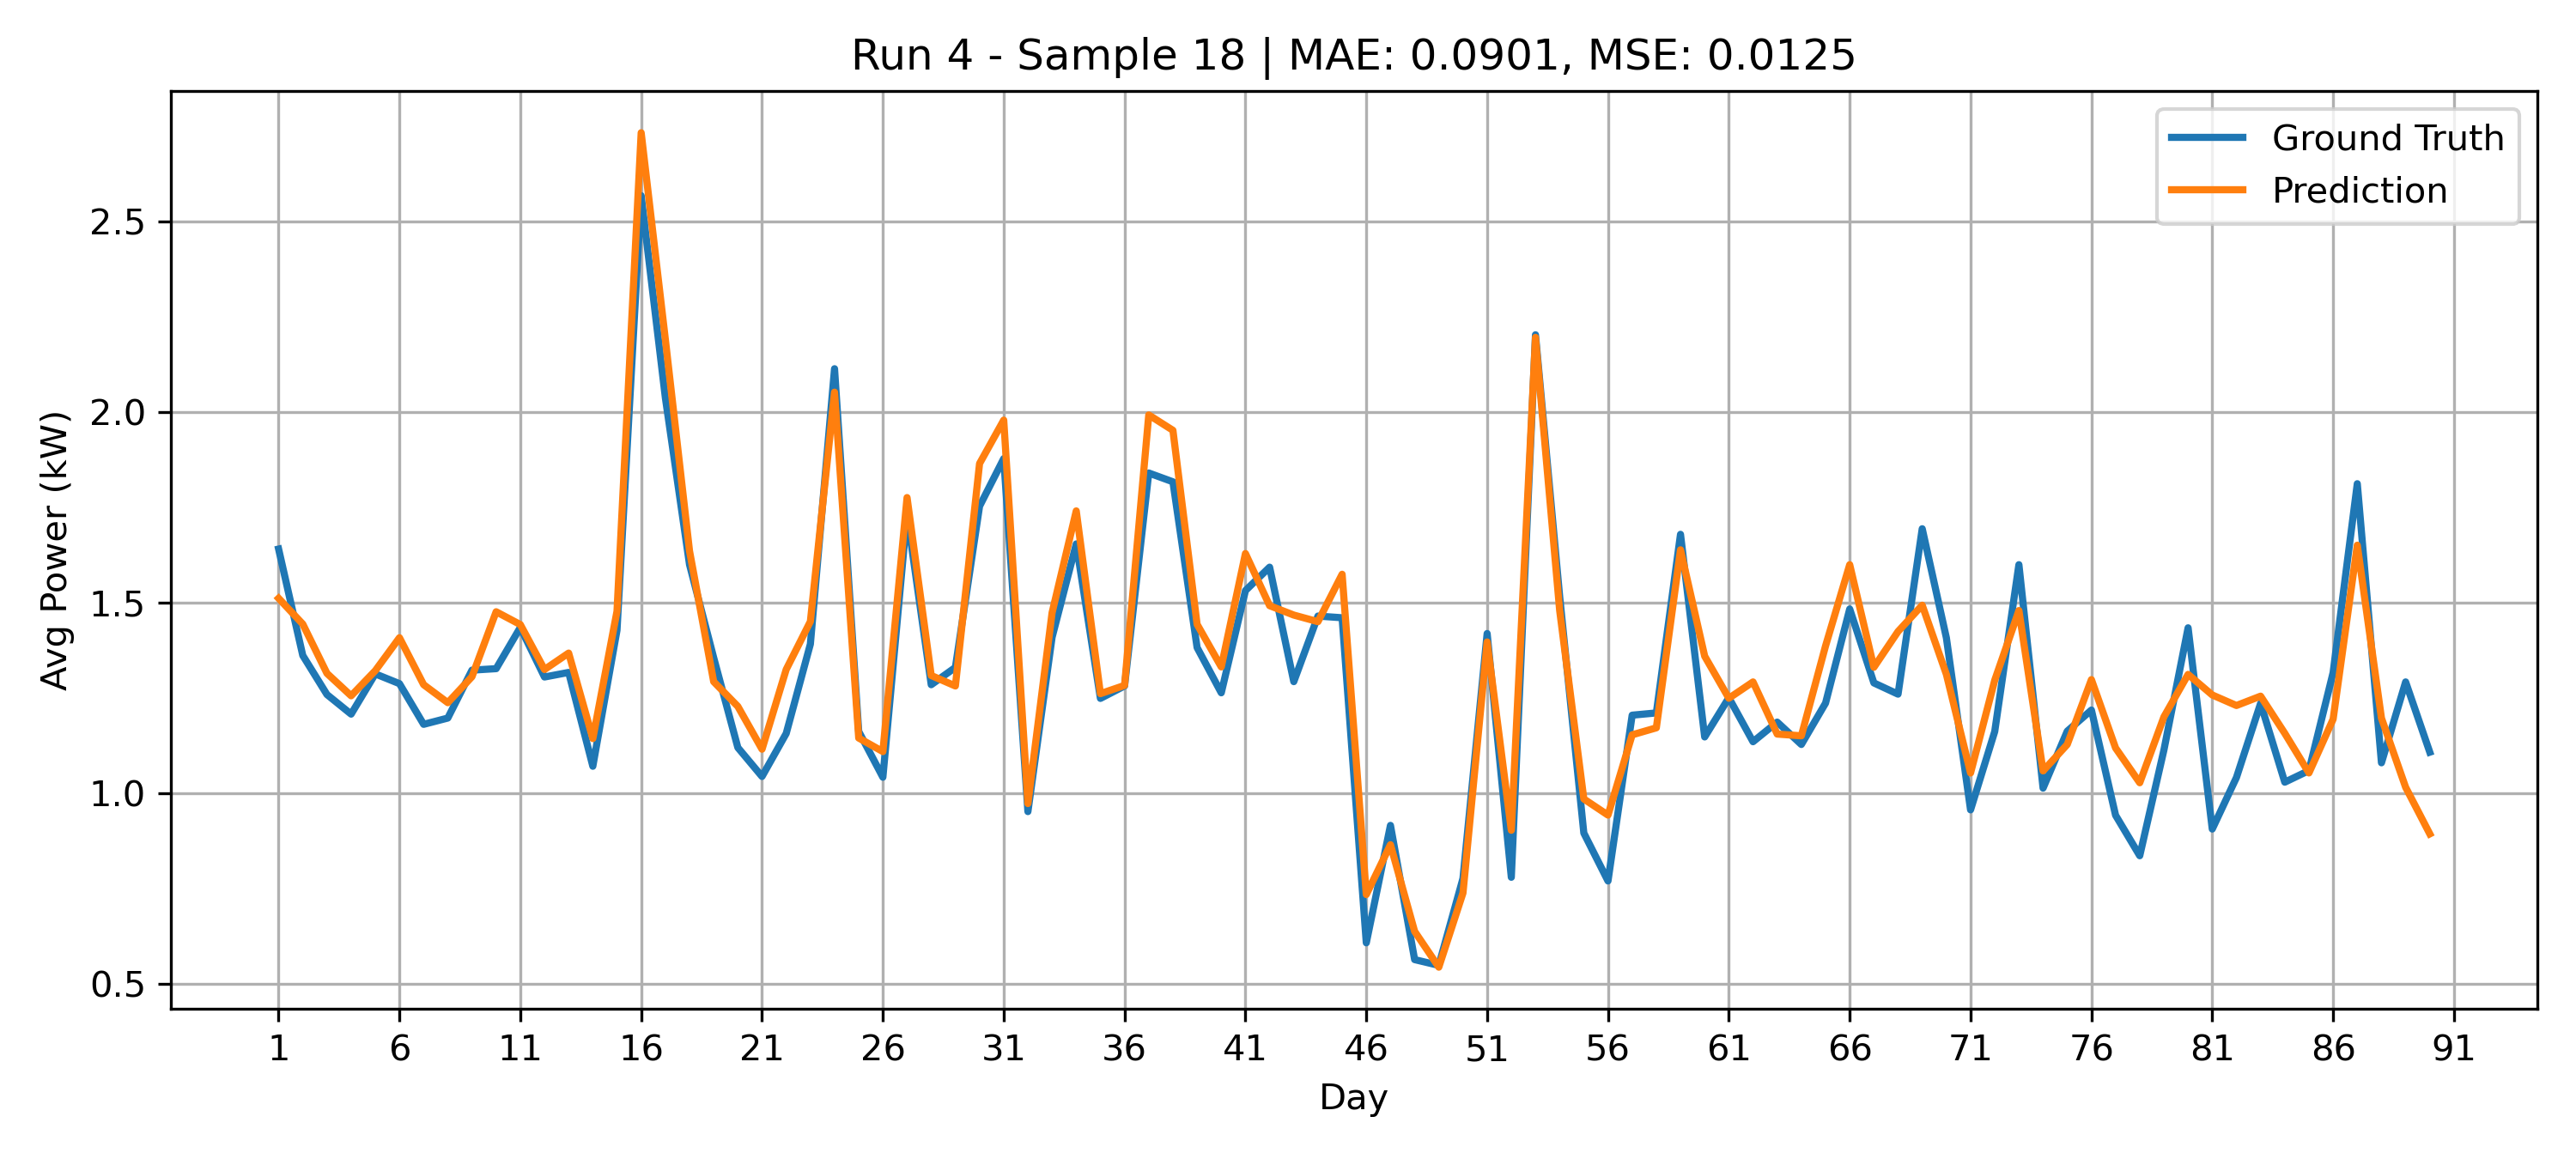 Run 4 - Sample 18 | MAE: 0.0901, MSE: 0.0125
Ground Truth
Prediction
Avg Power (kW)
2.5
2.0
1.5
1.0
0.5
1 6 11 16 21 26 31 36 41 46 51 56 61 66 71 76 81 86 91
Day